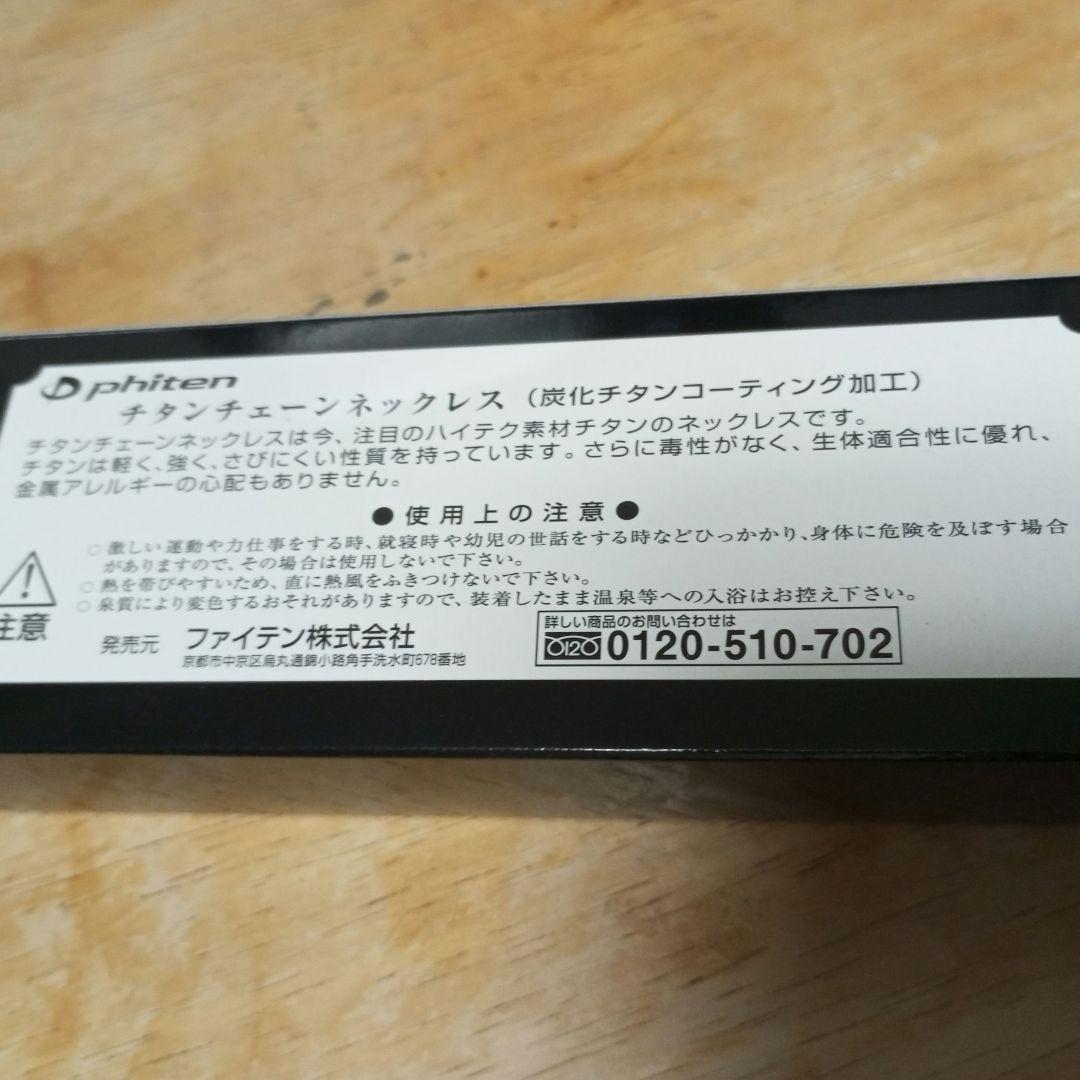 phiten
チタンチェーンネックレス（炭化チタンコーティング加工）
チタンチェーンネックレスは今、注目のハイテク素材チタンのネックレスです。
チタンは軽く、強く、さびにくい性質を持っています。さらに毒性がなく、生体適合性に優れ、
金属アレルギーの心配もありません。
●使用上の注意●
○激しい運動や力仕事をする時、就寝時や幼児の世話をする時などひっかかり、身体に危険を及ぼす場合
がありますので、その場合は使用しないで下さい。
○熱を帯びやすいため、直に熱風をふきつけないで下さい。
○泉質により変色するおそれがありますので、装着したまま温泉等への入浴はお控え下さい。
注意
発売元 ファイテン株式会社
京都市中京区烏丸通錦小路角手洗水町678番地
詳しい商品のお問い合わせは
0120 0120-510-702